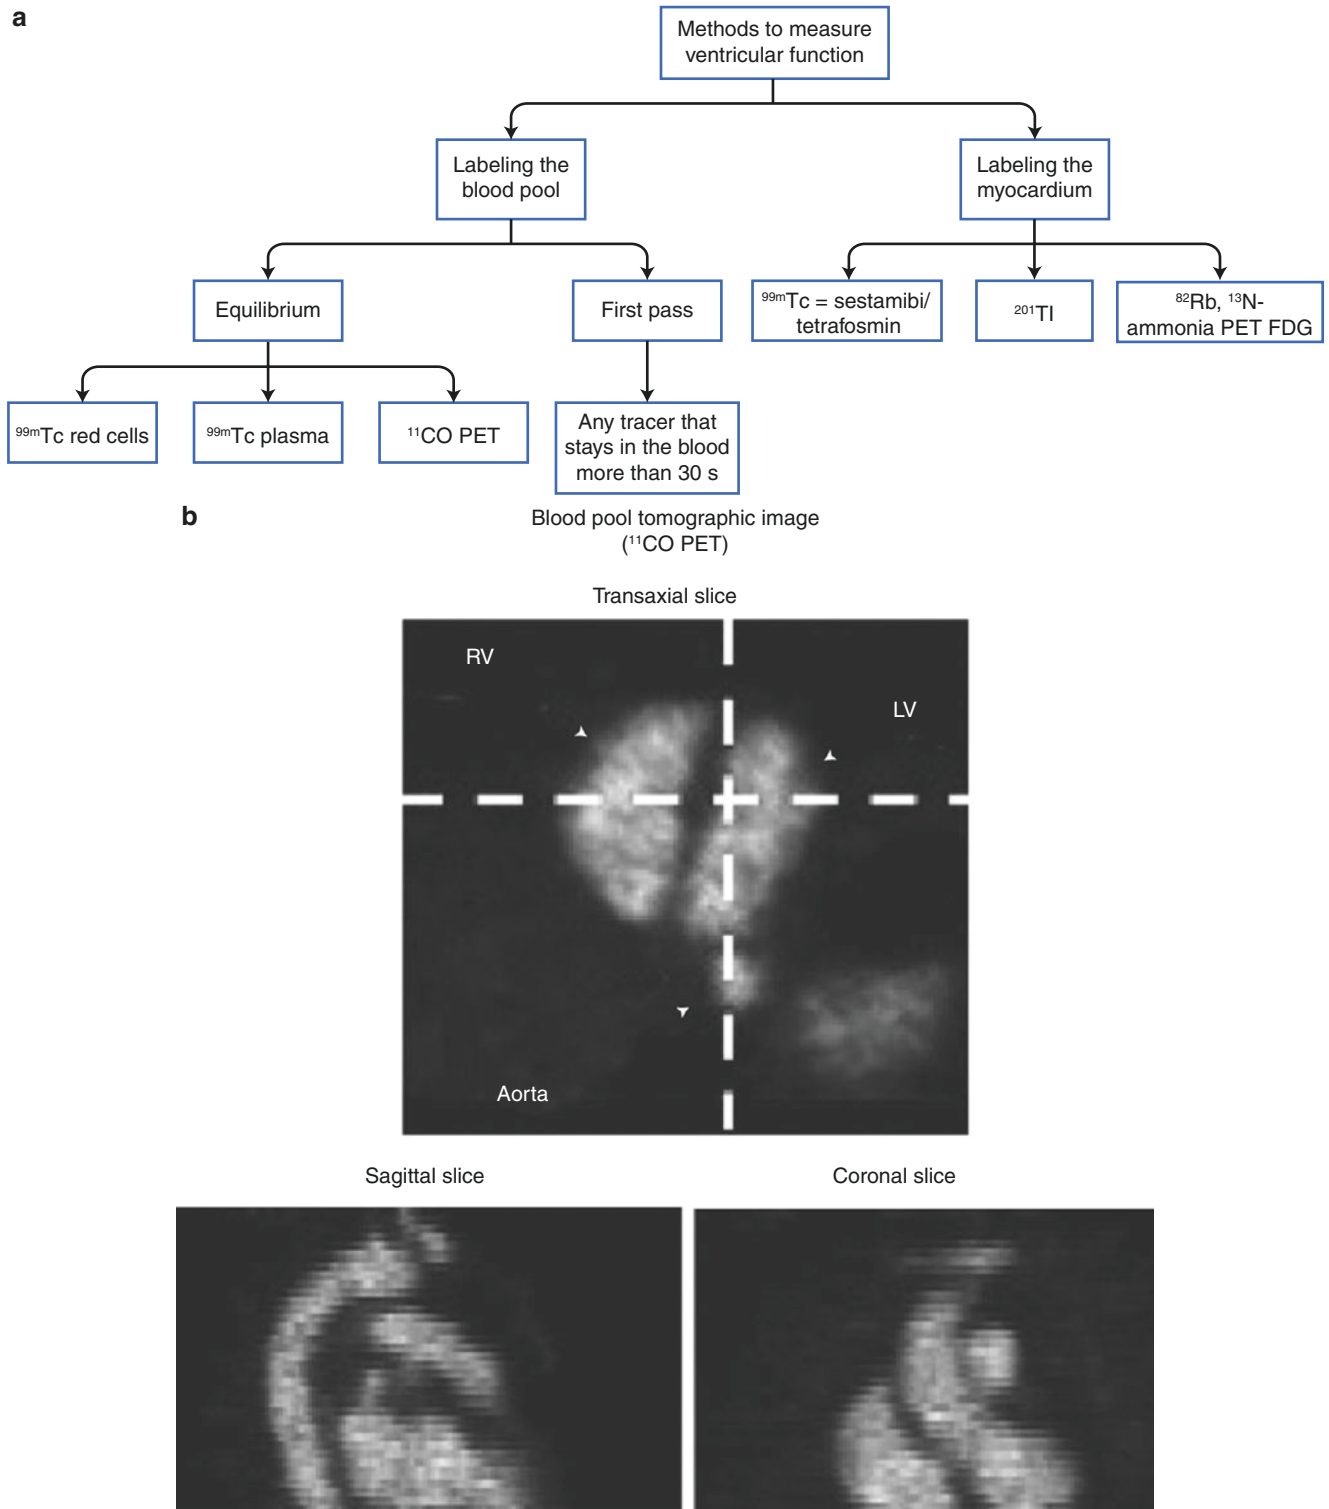 a
Methods to measure
ventricular function
Labeling the
blood pool
Labeling the
myocardium
Equilibrium
First pass
⁹⁹ᵐTc = sestamibi/
tetrafosmin
²⁰¹Tl
⁸²Rb, ¹³N-
ammonia PET FDG
⁹⁹ᵐTc red cells
⁹⁹ᵐTc plasma
¹¹CO PET
Any tracer that
stays in the blood
more than 30 s
b
Blood pool tomographic image
(¹¹CO PET)
Transaxial slice
RV
LV
Aorta
Sagittal slice
Coronal slice